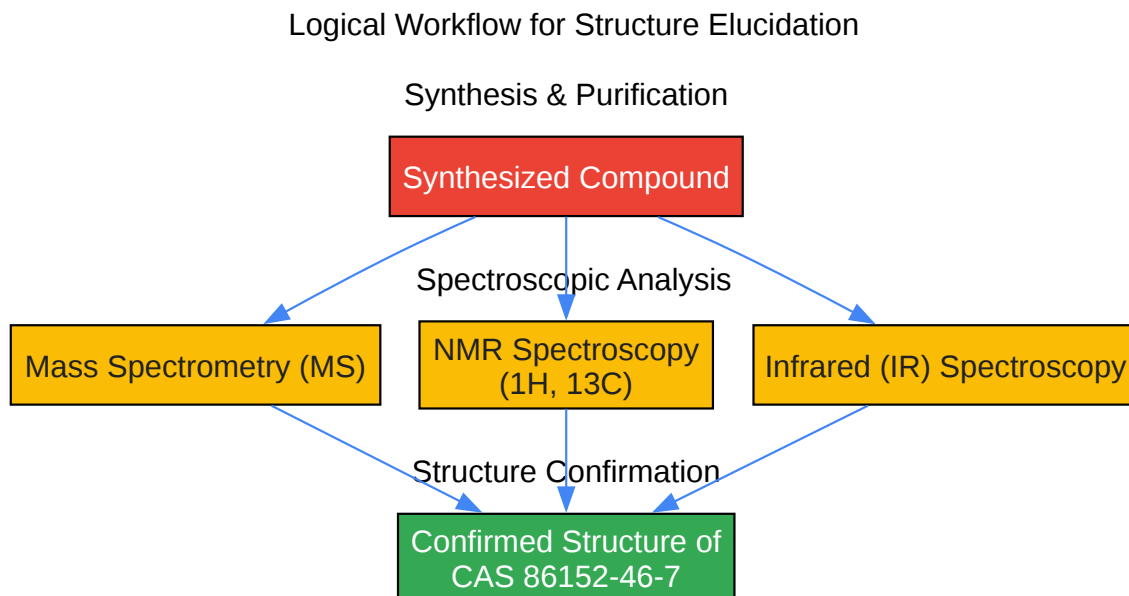 Logical Workflow for Structure Elucidation
Synthesis & Purification
Synthesized Compound
Spectroscopic Analysis
Mass Spectrometry (MS)
NMR Spectroscopy
(1H, 13C)
Infrared (IR) Spectroscopy
Structure Confirmation
Confirmed Structure of
CAS 86152-46-7